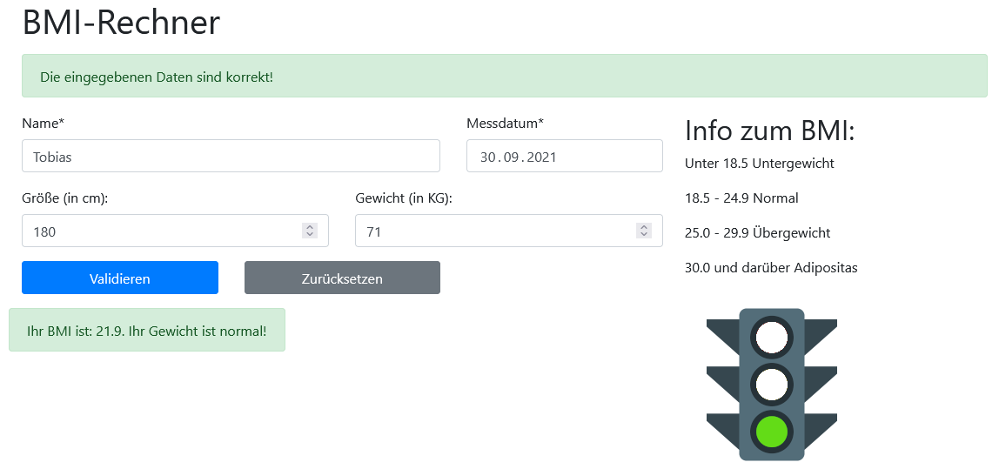 BMI-Rechner
Die eingegebenen Daten sind korrekt!
Name*
Messdatum*
Tobias
30.09.2021
Größe (in cm):
Gewicht (in KG):
180
71
Validieren
Zurücksetzen
Ihr BMI ist: 21.9. Ihr Gewicht ist normal!
Info zum BMI:
Unter 18.5 Untergewicht
18.5 - 24.9 Normal
25.0 - 29.9 Übergewicht
30.0 und darüber Adipositas